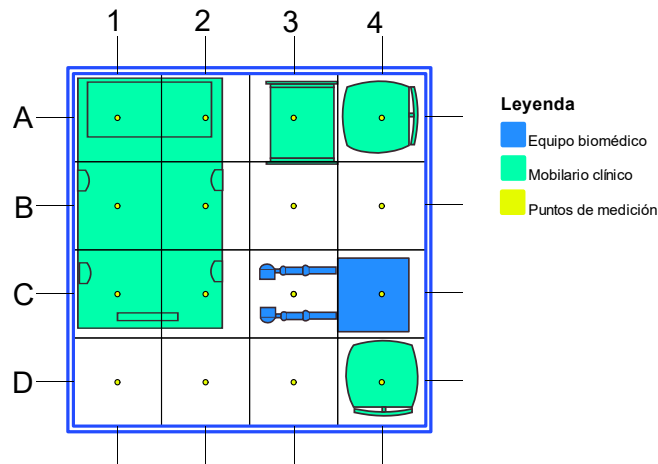 1 2 3 4
A
B
C
D
Leyenda
Equipo biomédico
Mobilario clínico
Puntos de medición